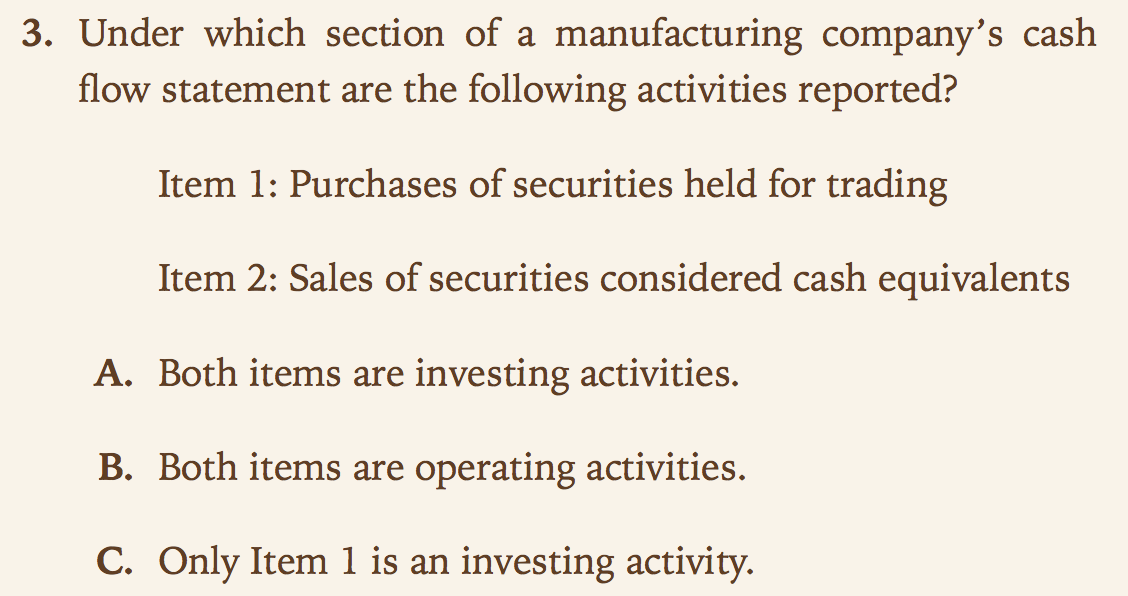 3. Under which section of a manufacturing company’s cash
flow statement are the following activities reported?
Item 1: Purchases of securities held for trading
Item 2: Sales of securities considered cash equivalents
A. Both items are investing activities.
B. Both items are operating activities.
C. Only Item 1 is an investing activity.